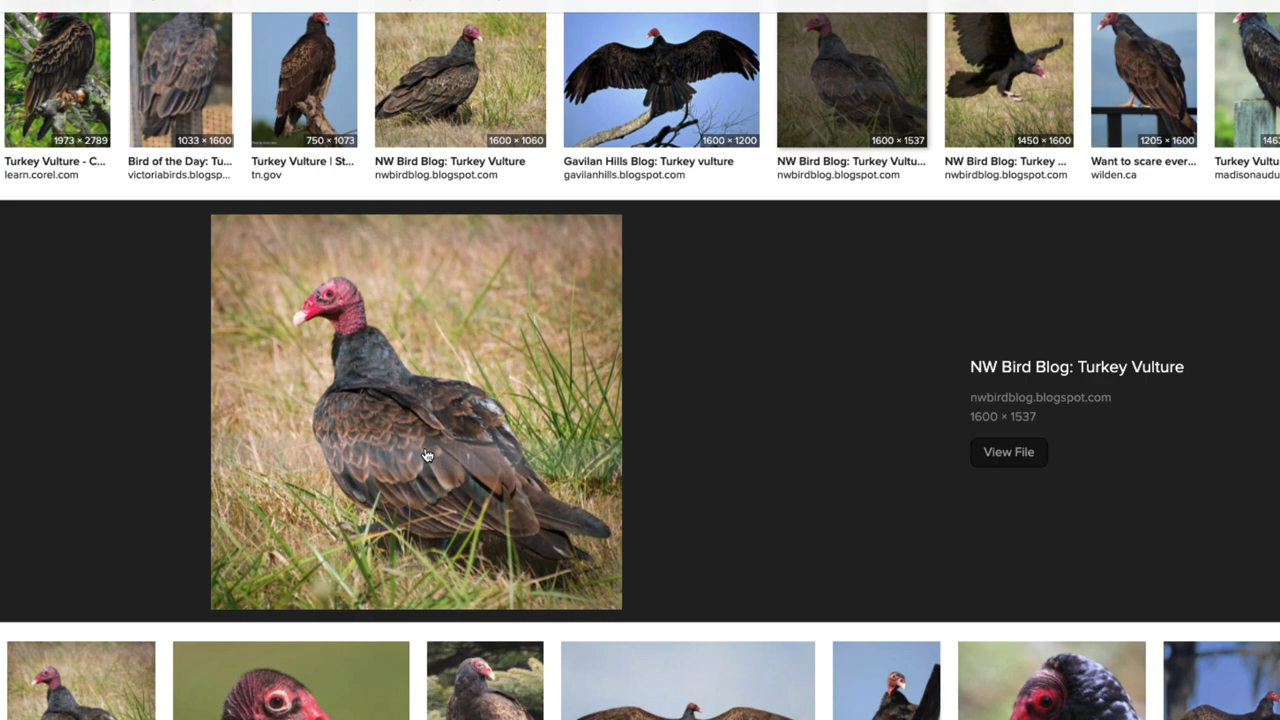 1973 × 2789
1033 × 1600
750 × 1073
1600 × 1060
1600 × 1200
1600 × 1537
1450 × 1600
1205 × 1600
Turkey Vulture - C...
Bird of the Day: Tu...
Turkey Vulture | St...
NW Bird Blog: Turkey Vulture
Gavilan Hills Blog: Turkey vulture
NW Bird Blog: Turkey Vultu...
NW Bird Blog: Turkey ...
Want to scare ever...
Turkey Vultu
learn.corel.com
victoriabirds.blogsp...
tn.gov
nwbirdblog.blogspot.com
gavilanhills.blogspot.com
nwbirdblog.blogspot.com
nwbirdblog.blogspot.com
wilden.ca
madisonaudu
NW Bird Blog: Turkey Vulture
nwbirdblog.blogspot.com
1600 × 1537
View File